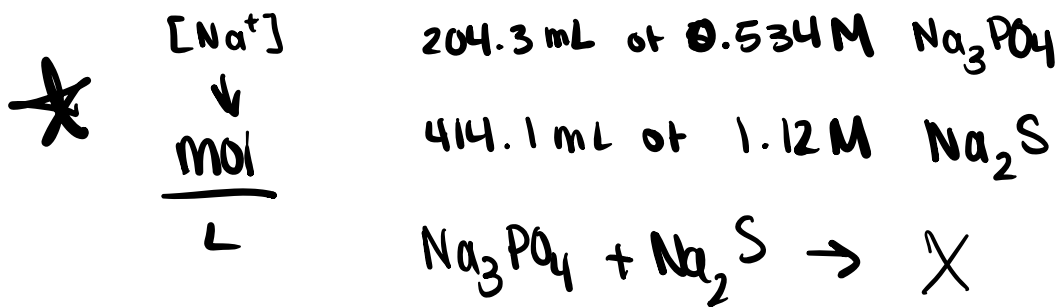 [Na⁺] 204.3 mL of 0.534 M Na₃PO₄
↓
mol 414.1 mL of 1.12 M Na₂S
L
Na₃PO₄ + Na₂S → X